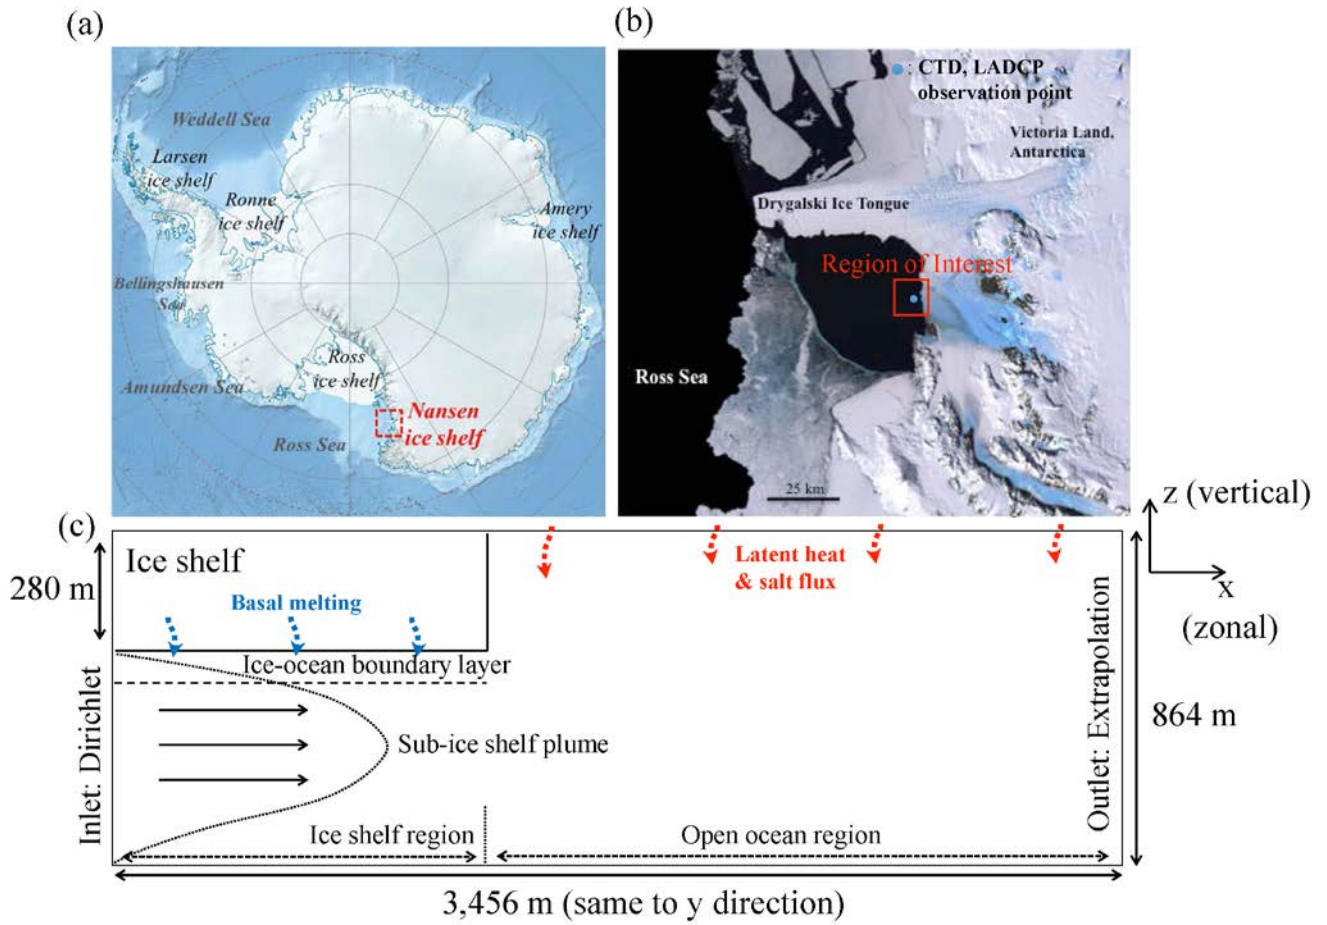 (a)
Weddell Sea
Larsen
ice shelf
Ronne
ice shelf
Amery
ice shelf
Bellingshausen
Sea
Ross
ice shelf
Amundsen Sea
Nansen
ice shelf
Ross Sea
(b)
: CTD, LADCP
observation point
Victoria Land,
Antarctica
Drygalski Ice Tongue
Region of Interest
Ross Sea
25 km
(c)
z (vertical)
x
(zonal)
Ice shelf
280 m
Basal melting
Latent heat
& salt flux
Ice-ocean boundary layer
Inlet: Dirichlet
Sub-ice shelf plume
Outlet: Extrapolation
864 m
Ice shelf region
Open ocean region
3,456 m (same to y direction)